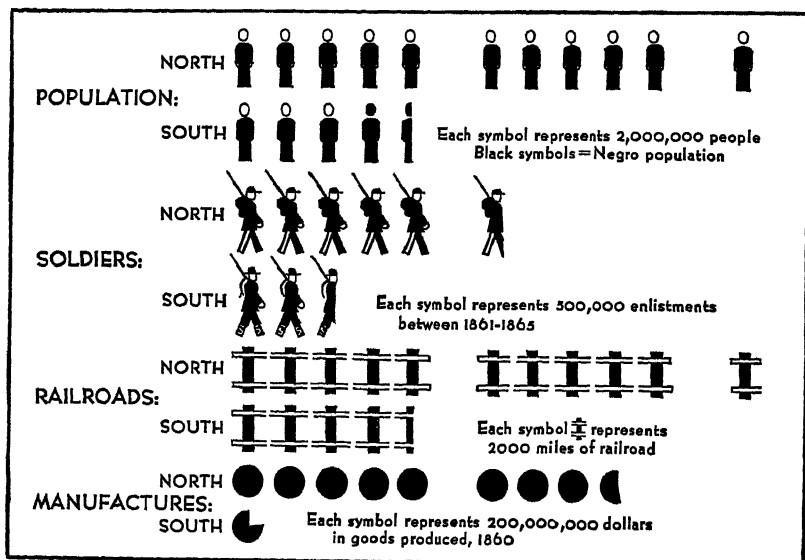 NORTH
POPULATION:
SOUTH
Each symbol represents 2,000,000 people
Black symbols=Negro population
NORTH
SOLDIERS:
SOUTH
Each symbol represents 500,000 enlistments
between 1861-1865
NORTH
RAILROADS:
SOUTH
Each symbol represents
2000 miles of railroad
NORTH
MANUFACTURES:
SOUTH
Each symbol represents 200,000,000 dollars
in goods produced, 1860